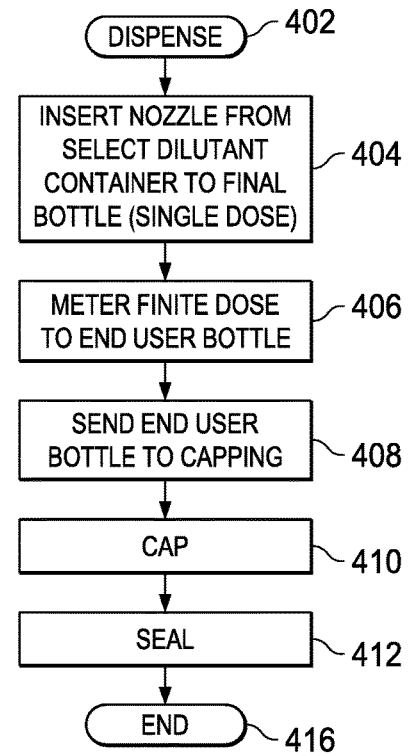 DISPENSE
402
INSERT NOZZLE FROM
SELECT DILUTANT
CONTAINER TO FINAL
BOTTLE (SINGLE DOSE)
404
METER FINITE DOSE
TO END USER BOTTLE
406
SEND END USER
BOTTLE TO CAPPING
408
CAP
410
SEAL
412
END
416